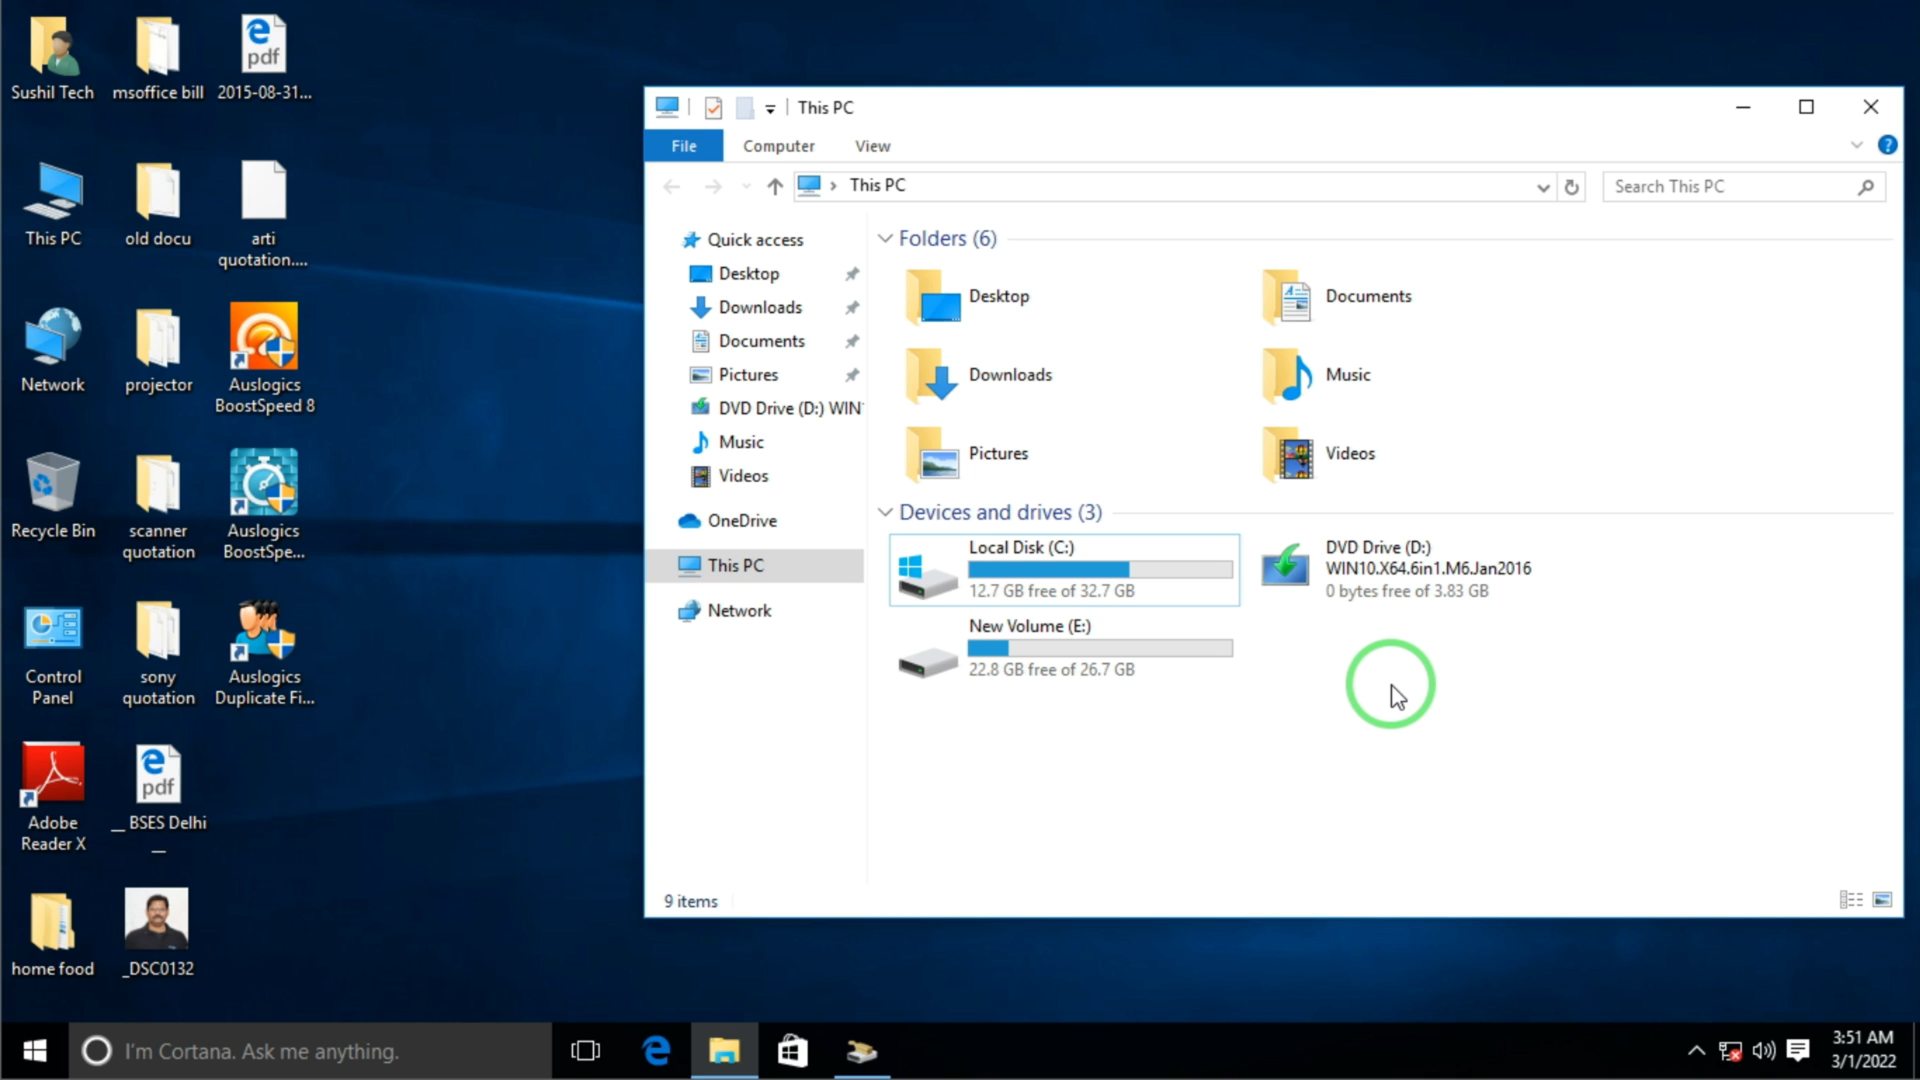 Sushil Tech
msoffice bill
pdf
2015-08-31...
This PC
old docu
arti
quotation....
Network
projector
Auslogics
BoostSpeed 8
Recycle Bin
scanner
quotation
Auslogics
BoostSpe...
Control
Panel
sony
quotation
Auslogics
Duplicate Fi...
Adobe
Reader X
pdf
__ BSES Delhi
__
home food
_DSC0132
This PC
File
Computer
View
This PC
Search This PC
Quick access
Desktop
Downloads
Documents
Pictures
DVD Drive (D:) WIN
Music
Videos
OneDrive
This PC
Network
Folders (6)
Desktop
Documents
Downloads
Music
Pictures
Videos
Devices and drives (3)
Local Disk (C:)
12.7 GB free of 32.7 GB
DVD Drive (D:)
WIN10.X64.6in1.M6.Jan2016
0 bytes free of 3.83 GB
New Volume (E:)
22.8 GB free of 26.7 GB
9 items
I'm Cortana. Ask me anything.
3:51 AM
3/1/2022